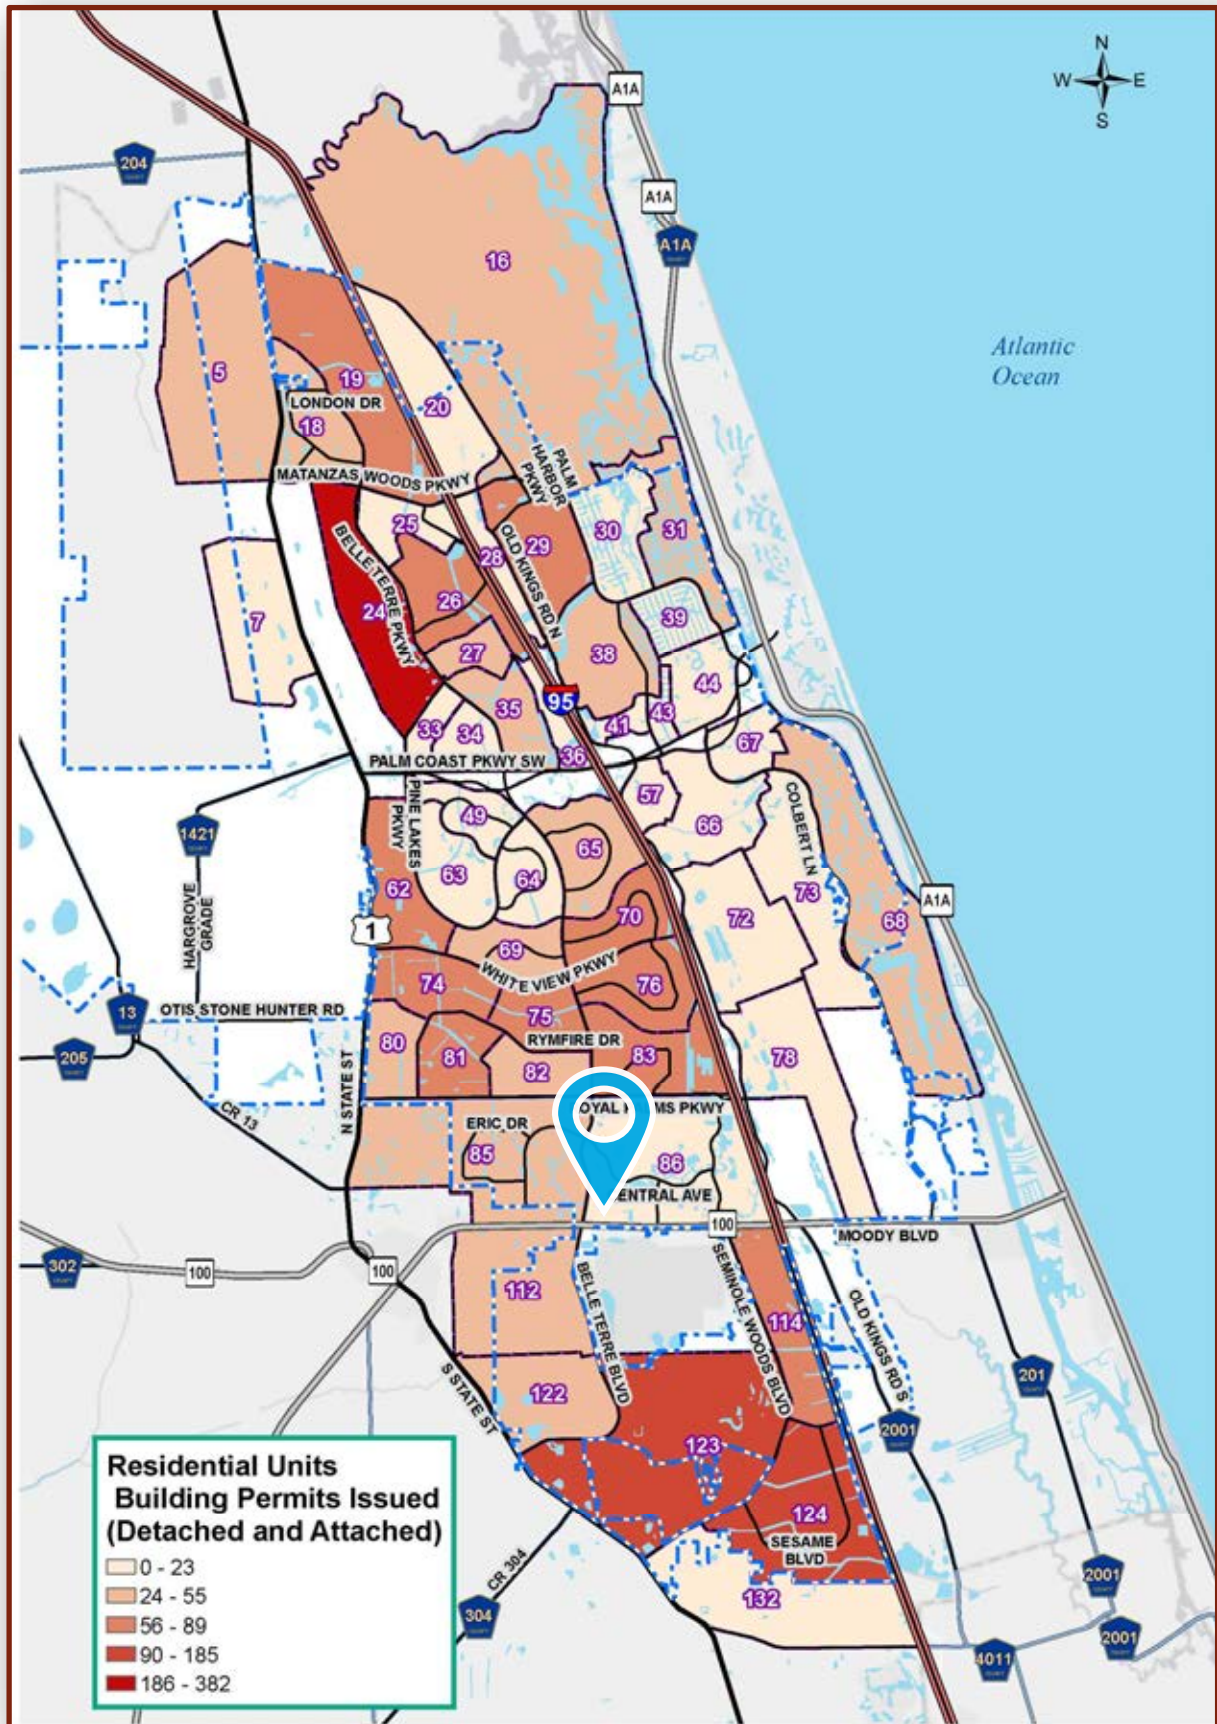 N
W
E
S
A1A
204
A1A
A1A
16
Atlantic
Ocean
5
19
LONDON DR
20
18
MATANZAS WOODS PKWY
PALM
HARBOR
PKWY
25
30
31
OLD KINGS RD N
28
29
BELLE TERRE PKWY
24
26
7
39
27
38
44
35
95
33
34
41
43
67
PALM COAST PKWY SW
36
57
COLBERT LN
PINE LAKES
PKWY
49
66
1421
65
63
64
62
73
HARGROVE
GRADE
1
70
72
68
A1A
69
WHITE VIEW PKWY
74
76
13
OTIS STONE HUNTER RD
75
205
80
RYMFIRE DR
81
82
83
78
N STATE ST
CR 13
OYAL
MS PKWY
ERIC DR
85
86
ENTRAL AVE
100
MOODY BLVD
302
100
100
112
BELLE TERRE BLVD
SEMINOLE WOODS BLVD
114
OLD KINGS RD S
S STATE ST
122
201
2001
123
124
SESAME
BLVD
CR 304
132
304
2001
2001
4011
Residential Units
Building Permits Issued
(Detached and Attached)
0 - 23
24 - 55
56 - 89
90 - 185
186 - 382